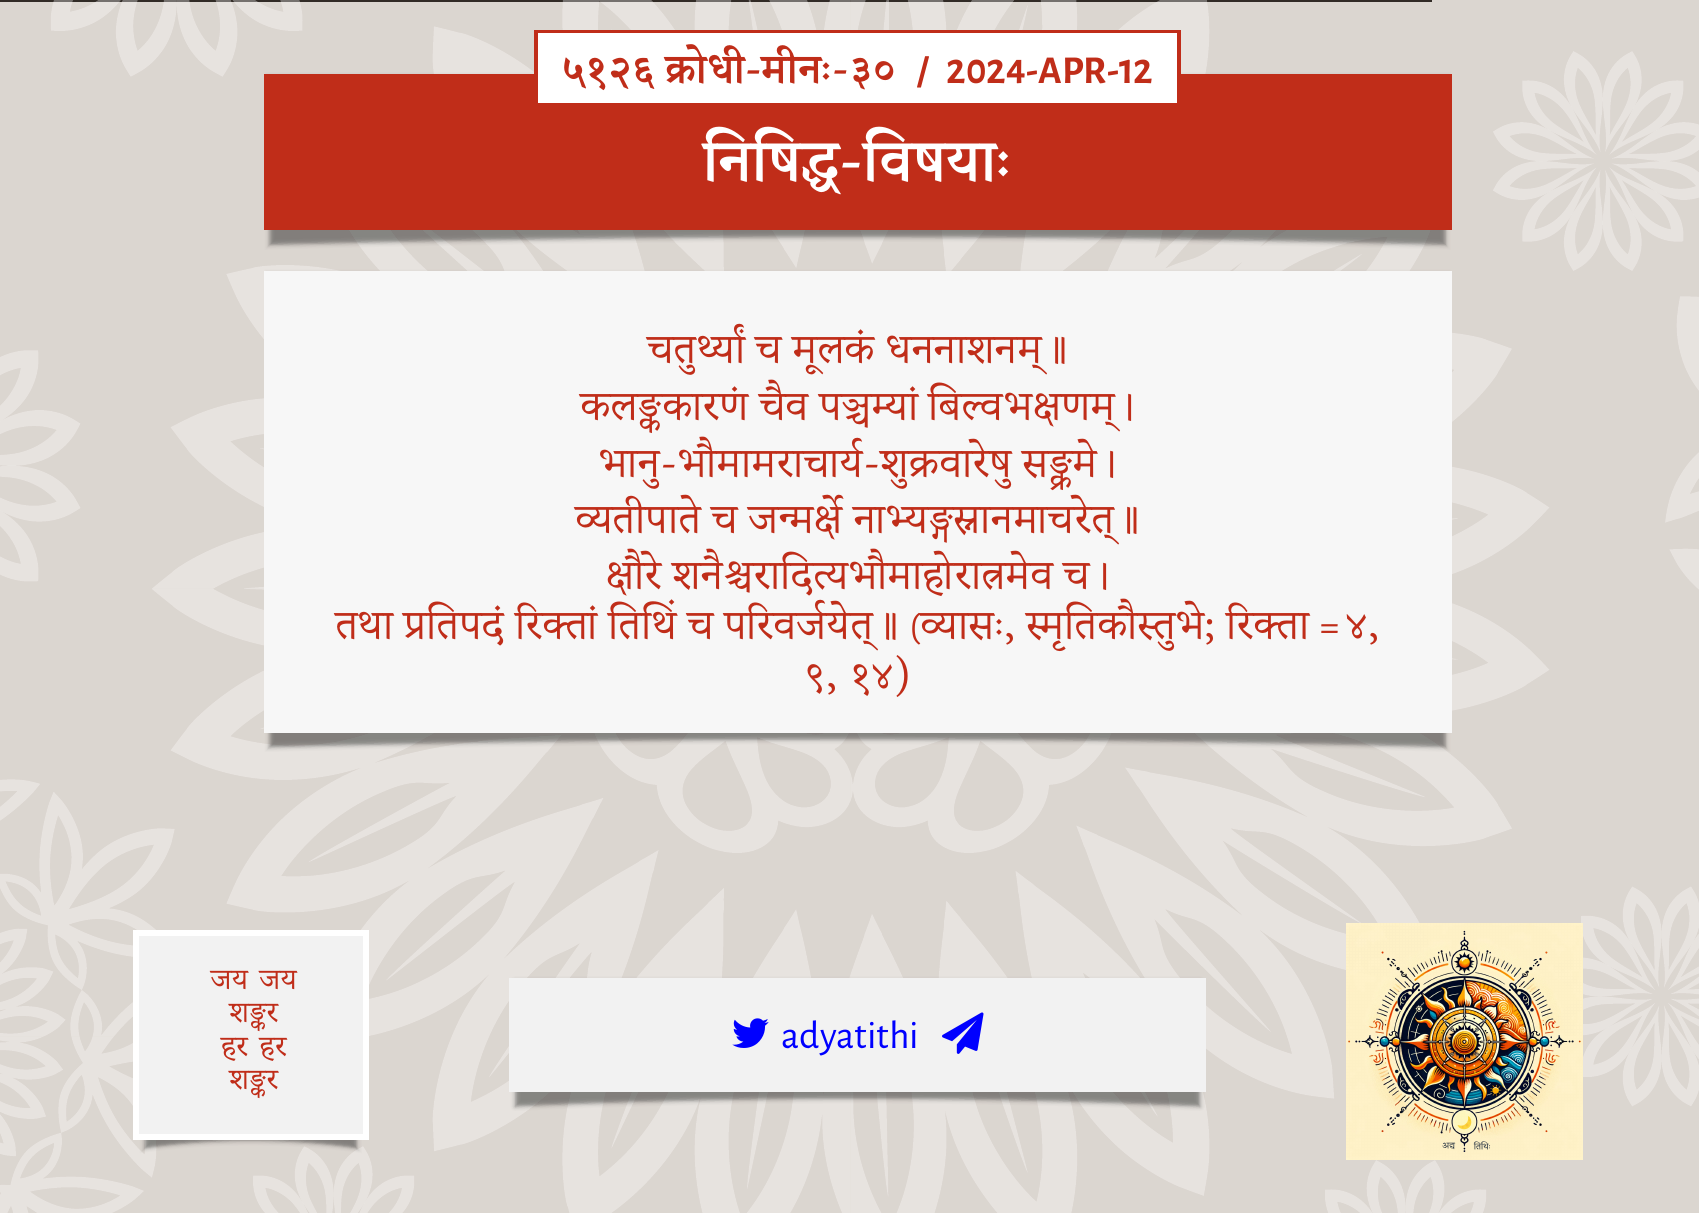 ५१२६ क्रोधी-मीनः-३० / 2024-APR-12
निषिद्ध-विषयाः
चतुर्थ्यां च मूलकं धननाशनम्॥
कलङ्ककारणं चैव पञ्चम्यां बिल्वभक्षणम्।
भानु-भौमामराचार्य-शुक्रवारेषु सङ्क्रमे।
व्यतीपाते च जन्मर्क्षे नाभ्यङ्गस्नानमाचरेत्॥
क्षौरे शनैश्चरादित्यभौमाहोरात्रमेव च।
तथा प्रतिपदं रिक्तां तिथिं च परिवर्जयेत्॥ (व्यासः, स्मृतिकौस्तुभे; रिक्ता = ४,
९, १४)
जय जय
शङ्कर
हर हर
शङ्कर
adyatithi
अद्य तिथिः